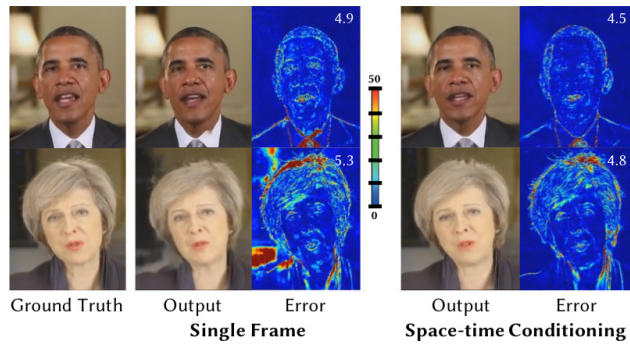 4.9
4.5
50
5.3
4.8
0
Ground Truth
Output
Error
Output
Error
Single Frame
Space-time Conditioning